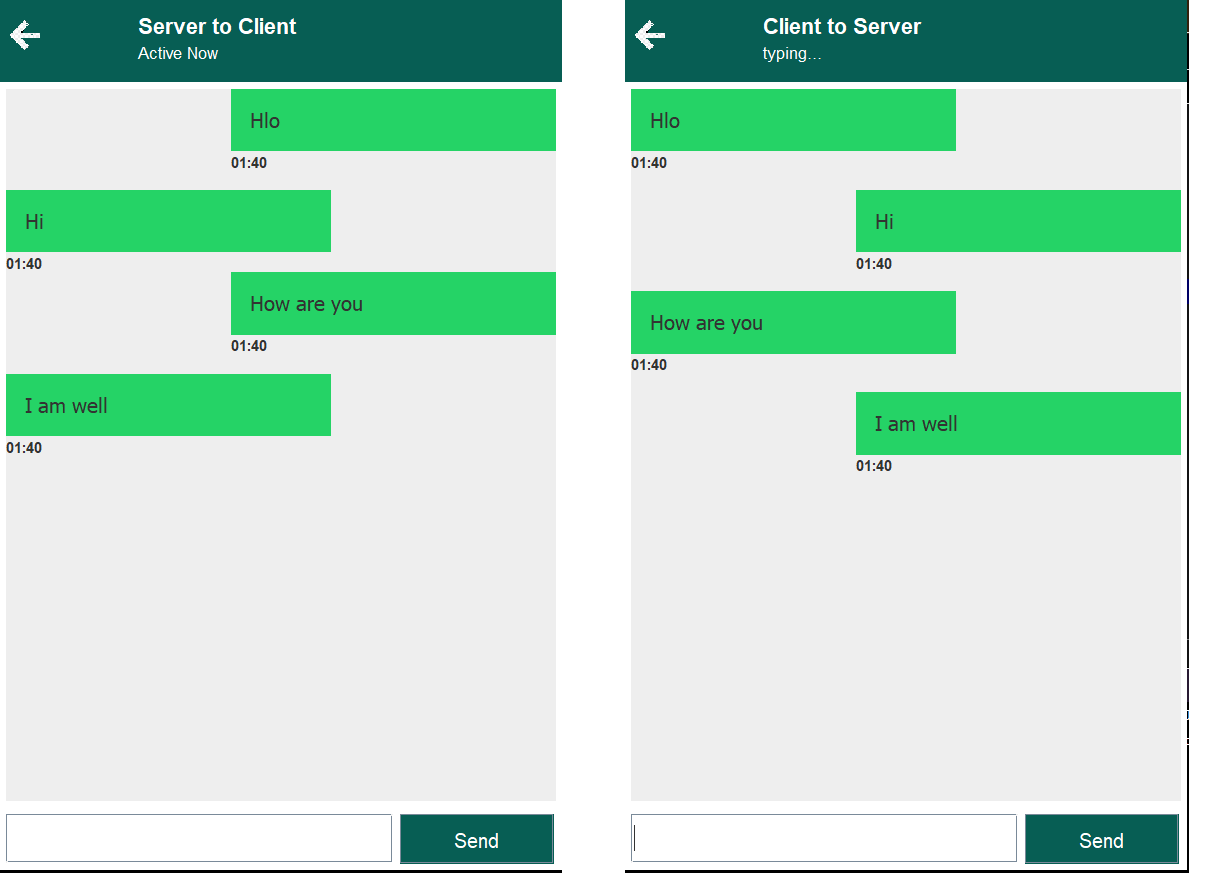 Server to Client
Active Now
Hlo
01:40
Hi
01:40
How are you
01:40
I am well
01:40
Send
Client to Server
typing...
Hlo
01:40
Hi
01:40
How are you
01:40
I am well
01:40
Send